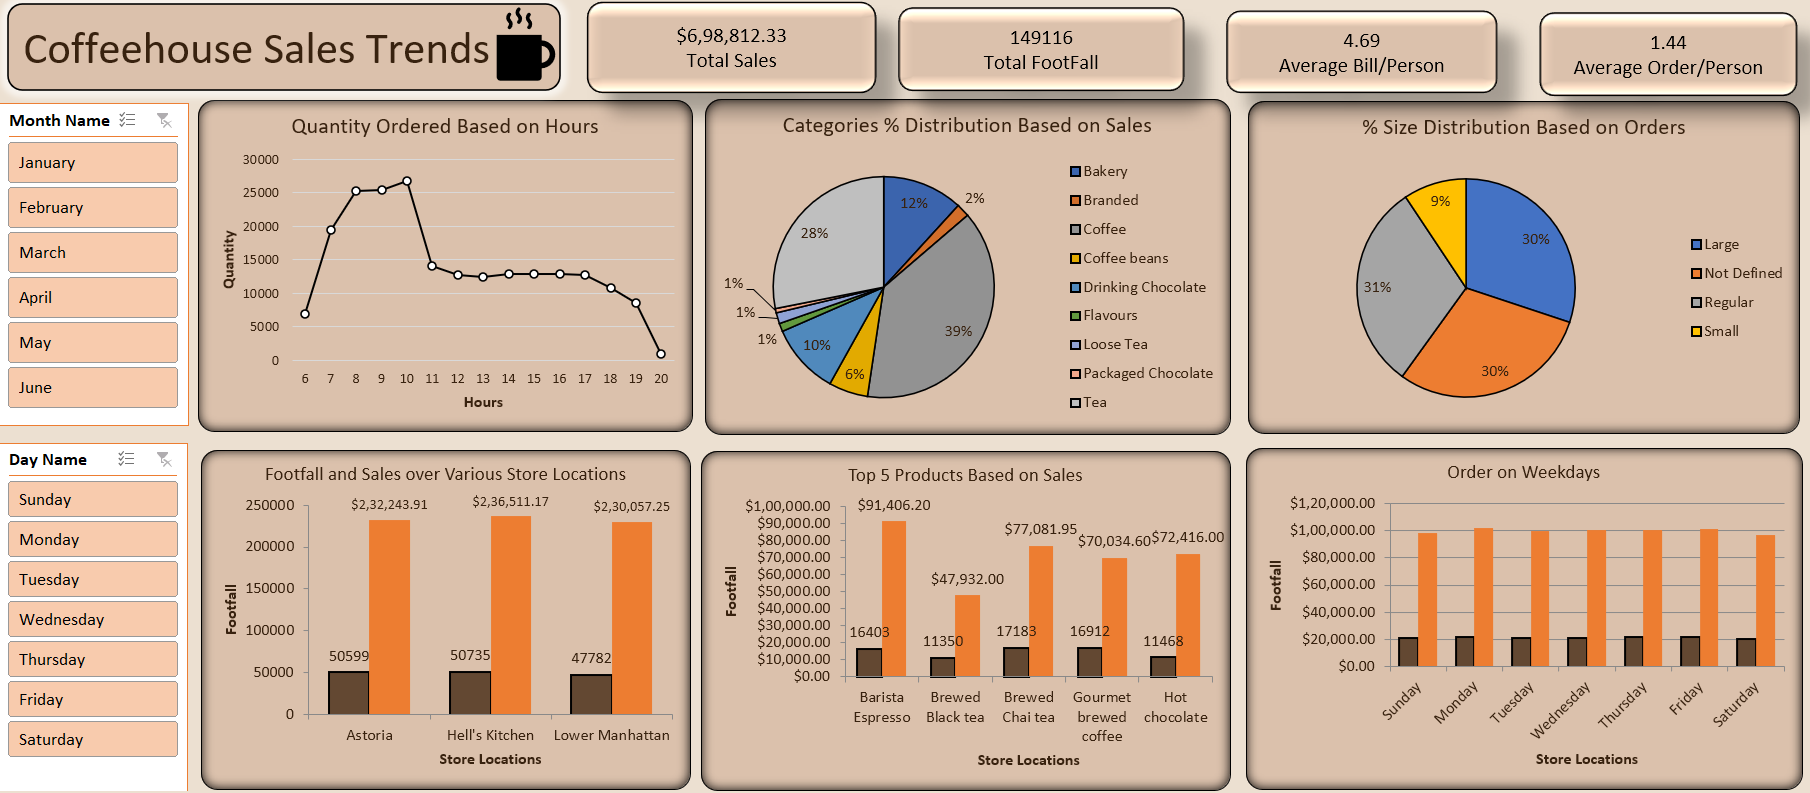 Coffeehouse Sales Trends
$6,98,812.33
Total Sales
149116
Total FootFall
4.69
Average Bill/Person
1.44
Average Order/Person
Month Name
January
February
March
April
May
June
Day Name
Sunday
Monday
Tuesday
Wednesday
Thursday
Friday
Saturday
Quantity Ordered Based on Hours
Quantity
30000
25000
20000
15000
10000
5000
0
6 7 8 9 10 11 12 13 14 15 16 17 18 19 20
Hours
Categories % Distribution Based on Sales
12%
2%
39%
6%
10%
1%
1%
1%
28%
Bakery
Branded
Coffee
Coffee beans
Drinking Chocolate
Flavours
Loose Tea
Packaged Chocolate
Tea
% Size Distribution Based on Orders
30%
30%
31%
9%
Large
Not Defined
Regular
Small
Footfall and Sales over Various Store Locations
Footfall
250000
200000
150000
100000
50000
0
$2,32,243.91
$2,36,511.17
$2,30,057.25
50599
50735
47782
Astoria
Hell's Kitchen
Lower Manhattan
Store Locations
Top 5 Products Based on Sales
Footfall
$1,00,000.00
$90,000.00
$80,000.00
$70,000.00
$60,000.00
$50,000.00
$40,000.00
$30,000.00
$20,000.00
$10,000.00
$0.00
$91,406.20
$47,932.00
$77,081.95
$70,034.60
$72,416.00
16403
11350
17183
16912
11468
Barista
Espresso
Brewed
Black tea
Brewed
Chai tea
Gourmet
brewed
coffee
Hot
chocolate
Store Locations
Order on Weekdays
Footfall
$1,20,000.00
$1,00,000.00
$80,000.00
$60,000.00
$40,000.00
$20,000.00
$0.00
Sunday
Monday
Tuesday
Wednesday
Thursday
Friday
Saturday
Store Locations